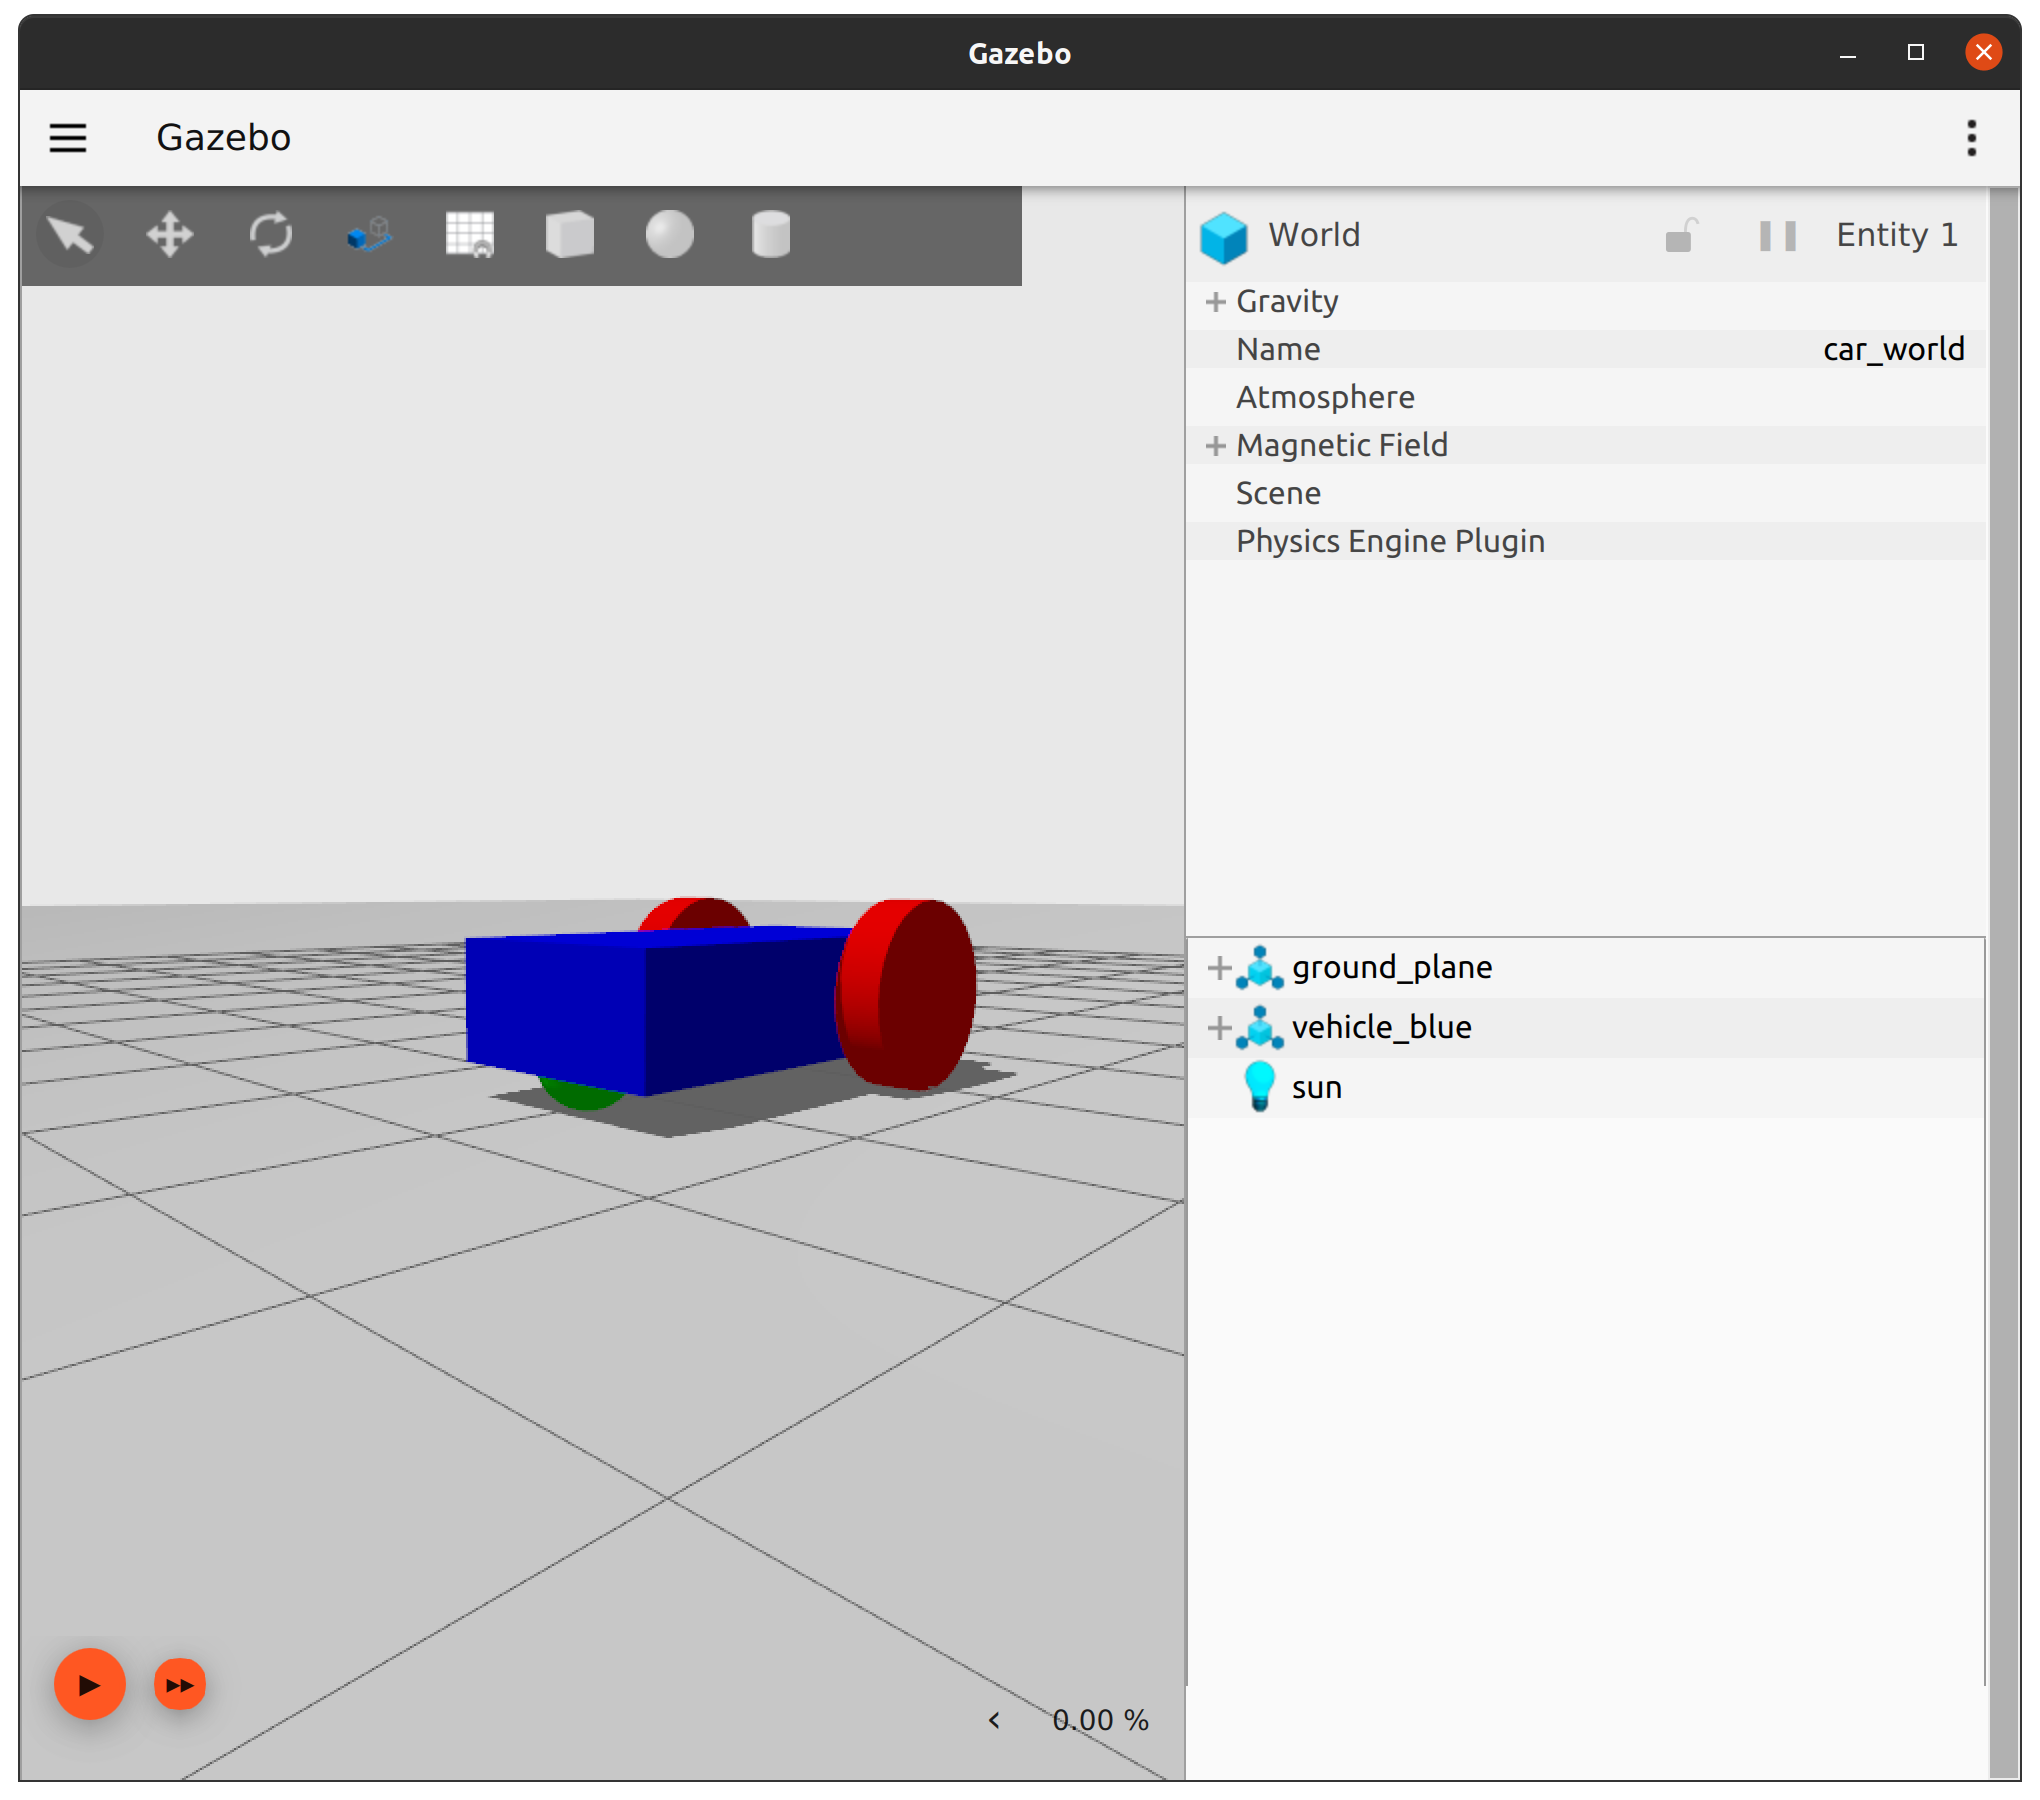 Gazebo
Gazebo
World Entity 1
Gravity
Name car_world
Atmosphere
Magnetic Field
Scene
Physics Engine Plugin
ground_plane
vehicle_blue
sun
0.00 %